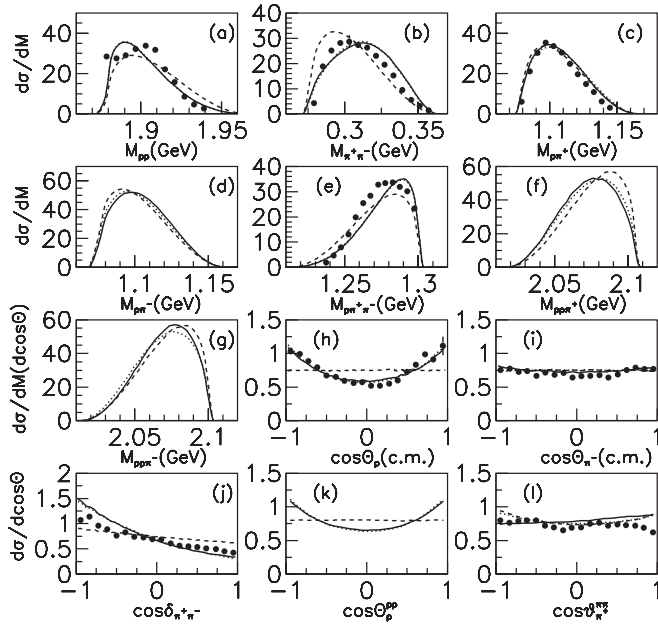 dσ/dM
40
20
0
(a)
1.9
1.95
M_pp(GeV)
30
20
10
0
(b)
0.3
0.35
M_π⁺π⁻(GeV)
40
20
0
(c)
1.1
1.15
M_pπ⁺(GeV)
dσ/dM
60
40
20
0
(d)
1.1
1.15
M_pπ⁻(GeV)
40
30
20
10
0
(e)
1.25
1.3
M_pπ⁺π⁻(GeV)
60
40
20
0
(f)
2.05
2.1
M_ppπ⁺(GeV)
dσ/dM(dcosΘ)
60
40
20
0
(g)
2.05
2.1
M_ppπ⁻(GeV)
1.5
1
0.5
0
(h)
−1
0
1
cosΘ_p(c.m.)
1.5
1
0.5
0
(i)
−1
0
1
cosΘ_π⁻(c.m.)
dσ/dcosΘ
2
1.5
1
0.5
0
(j)
−1
0
1
cosδ_π⁺π⁻
1.5
1
0.5
0
(k)
−1
0
1
cosΘ_p^pp
1.5
1
0.5
0
(l)
−1
0
1